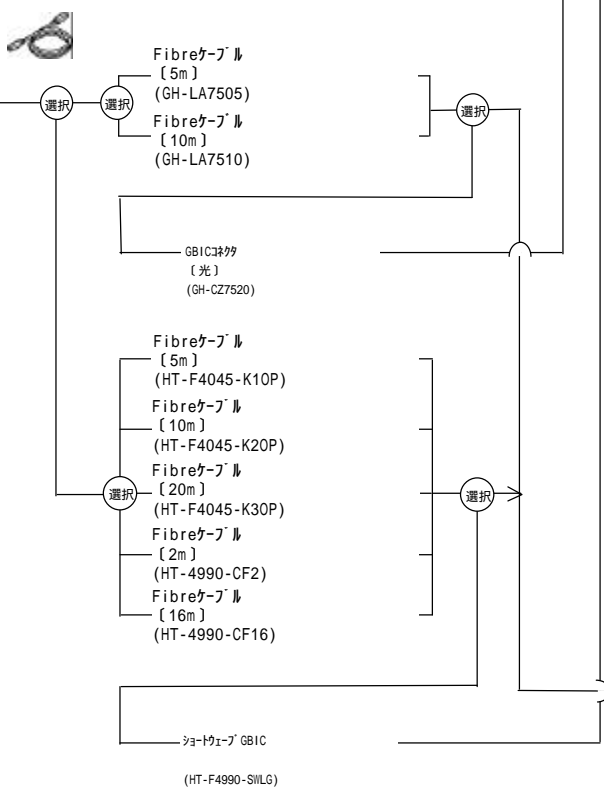 Fibreｹｰﾌﾞﾙ
〔5m〕
(GH-LA7505)
選択
選択
選択
Fibreｹｰﾌﾞﾙ
〔10m〕
(GH-LA7510)
GBICｺﾈｸﾀ
〔光〕
(GH-CZ7520)
Fibreｹｰﾌﾞﾙ
〔5m〕
(HT-F4045-K10P)
Fibreｹｰﾌﾞﾙ
〔10m〕
(HT-F4045-K20P)
Fibreｹｰﾌﾞﾙ
選択
〔20m〕
選択
(HT-F4045-K30P)
Fibreｹｰﾌﾞﾙ
〔2m〕
(HT-4990-CF2)
Fibreｹｰﾌﾞﾙ
〔16m〕
(HT-4990-CF16)
ｼｮｰﾄｳｪｰﾌﾞGBIC
(HT-F4990-SWLG)